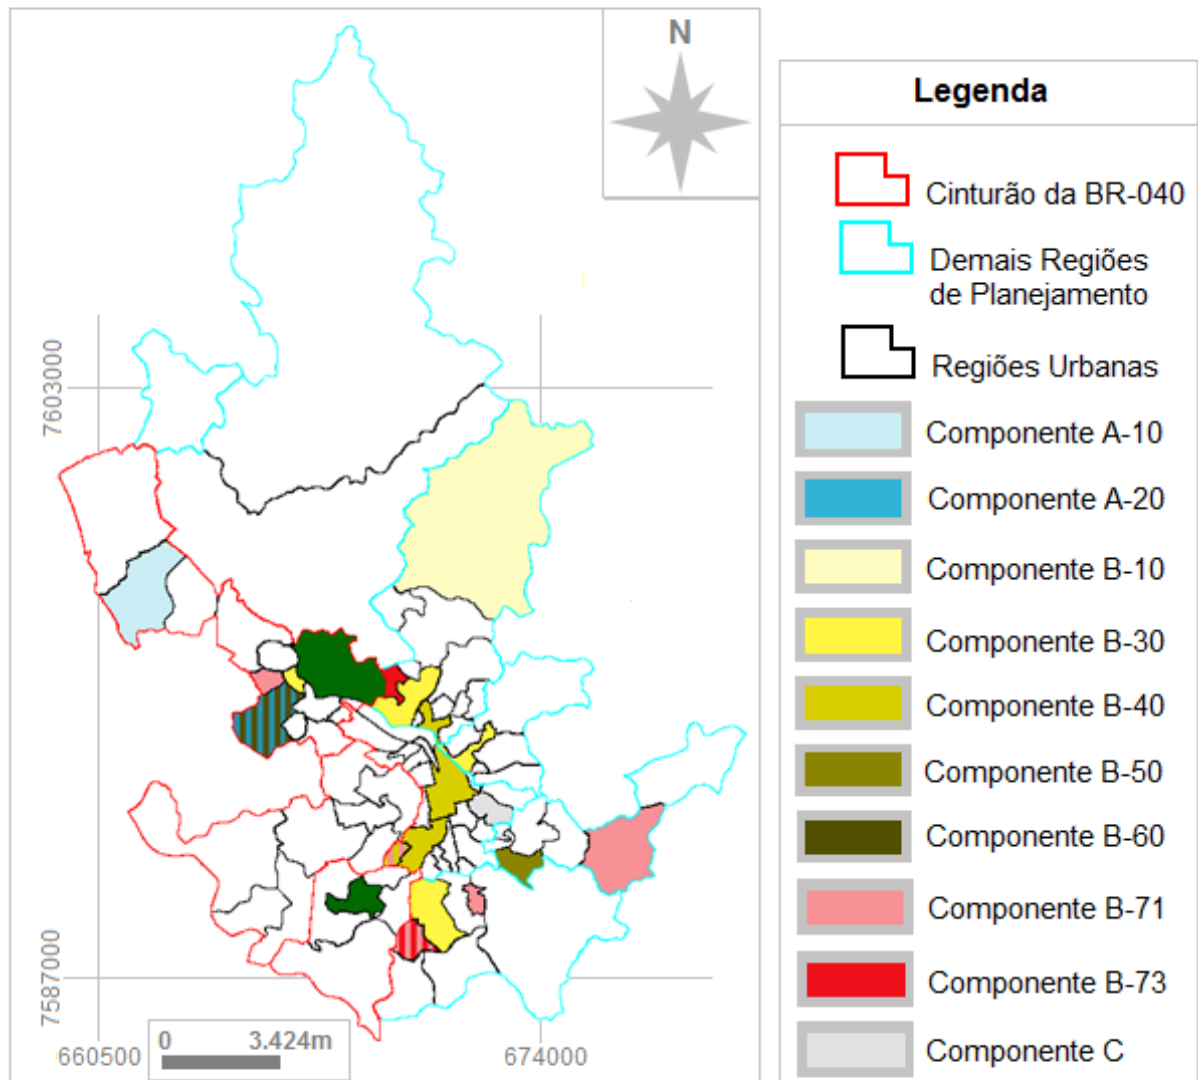 N
7603000
7587000
660500
0 3.424m
674000
Legenda
Cinturão da BR-040
Demais Regiões
de Planejamento
Regiões Urbanas
Componente A-10
Componente A-20
Componente B-10
Componente B-30
Componente B-40
Componente B-50
Componente B-60
Componente B-71
Componente B-73
Componente C